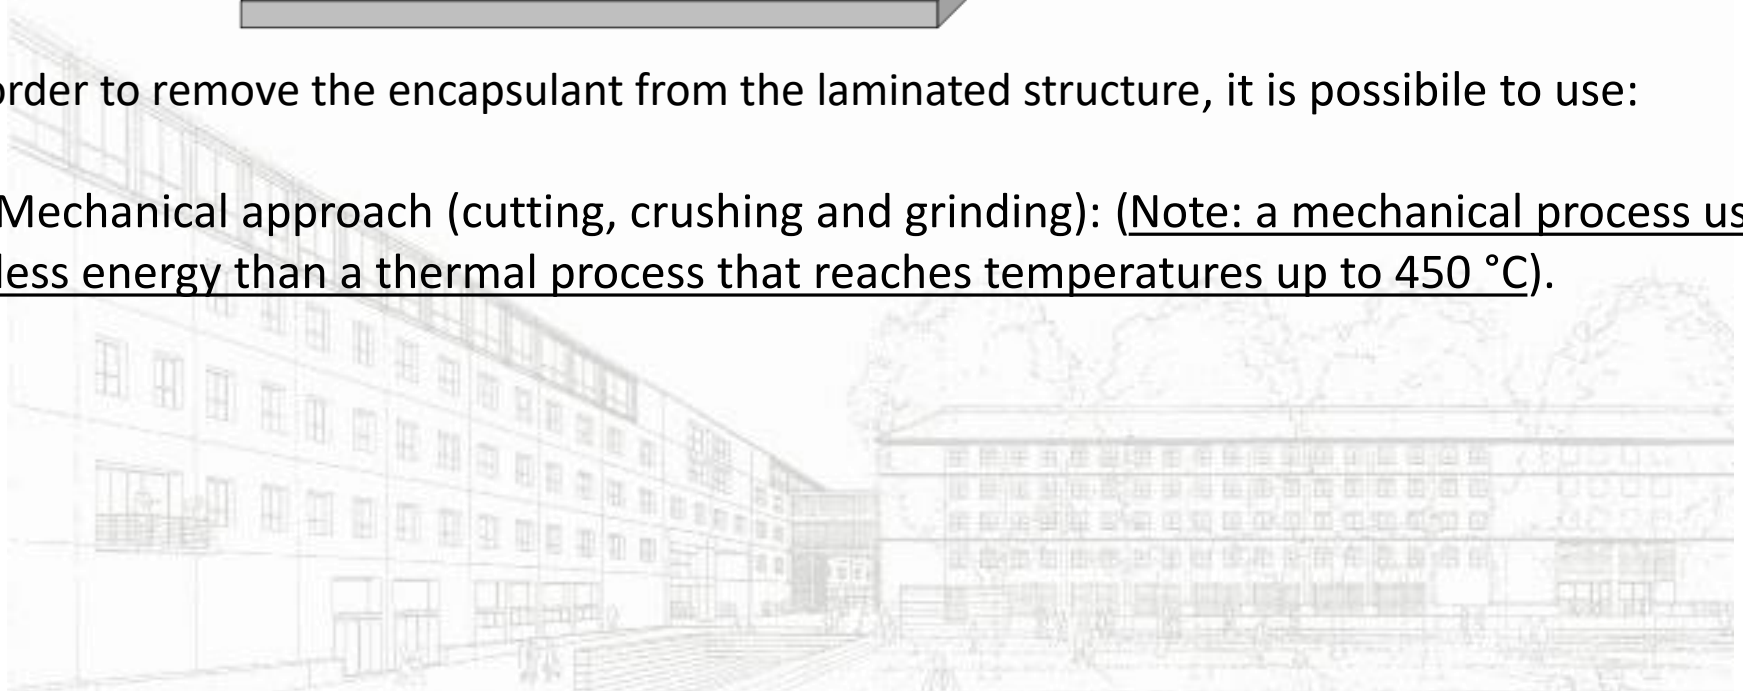 order to remove the encapsulant from the laminated structure, it is possibile to use:
Mechanical approach (cutting, crushing and grinding): (Note: a mechanical process us
less energy than a thermal process that reaches temperatures up to 450 °C).